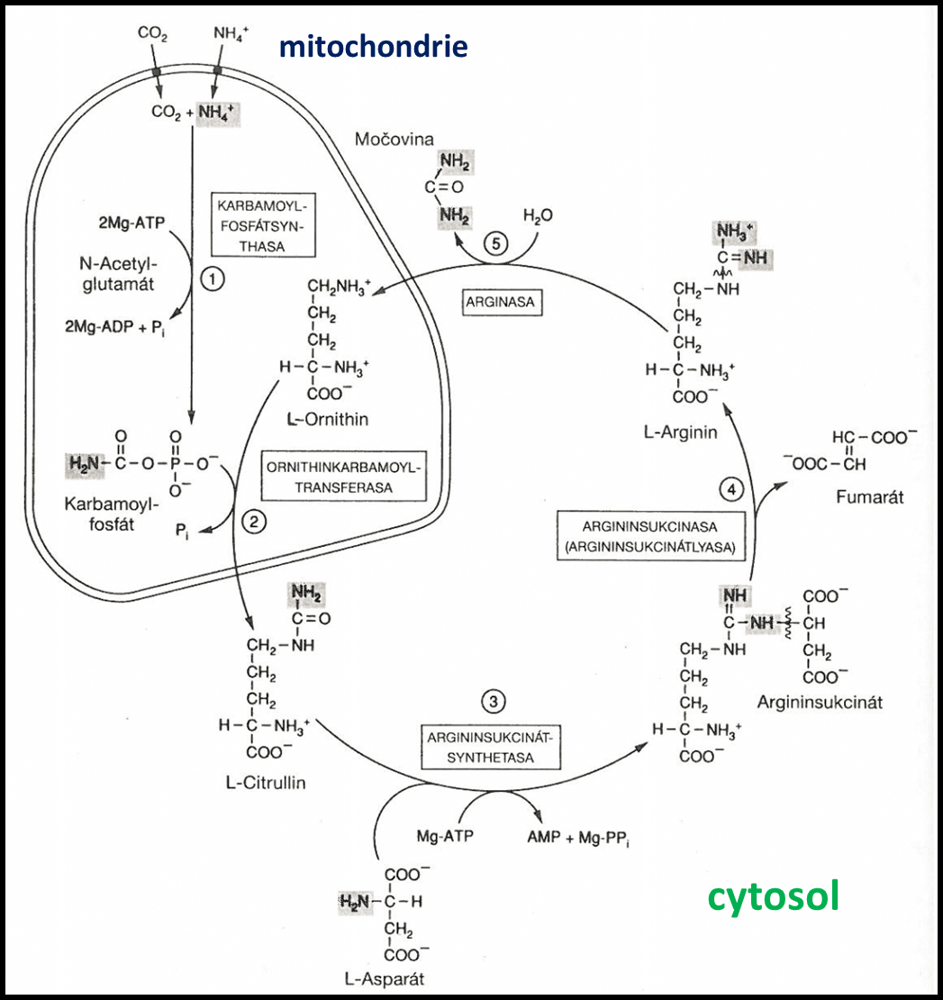 mitochondrie
CO₂
NH₄⁺
CO₂ + NH₄⁺
2Mg-ATP
KARBAMOYL-
FOSFÁTSYN-
THASA
N-Acetyl-
glutamát
1
2Mg-ADP + Pᵢ
Močovina
NH₂
C=O
NH₂
H₂O
5
ARGINASA
CH₂NH₃⁺
CH₂
CH₂
H–C–NH₃⁺
COO⁻
L-Ornithin
NH₃⁺
C=NH
CH₂–NH
CH₂
CH₂
H–C–NH₃⁺
COO⁻
L-Arginin
O O
H₂N–C–O–P–O⁻
O⁻
Karbamoyl-
fosfát
Pᵢ
ORNITHINKARBAMOYL-
TRANSFERASA
2
HC–COO⁻
⁻OOC–CH
Fumarát
4
ARGININSUKCINASA
(ARGININSUKCINÁTLYASA)
NH₂
C=O
CH₂–NH
CH₂
CH₂
H–C–NH₃⁺
COO⁻
L-Citrullin
NH COO⁻
C–NH–CH
CH₂–NH CH₂
CH₂ COO⁻
CH₂
Argininsukcinát
H–C–NH₃⁺
COO⁻
3
ARGININSUKCINÁT-
SYNTHETASA
Mg-ATP
AMP + Mg-PPᵢ
COO⁻
H₂N–C–H
CH₂
COO⁻
L-Asparát
cytosol